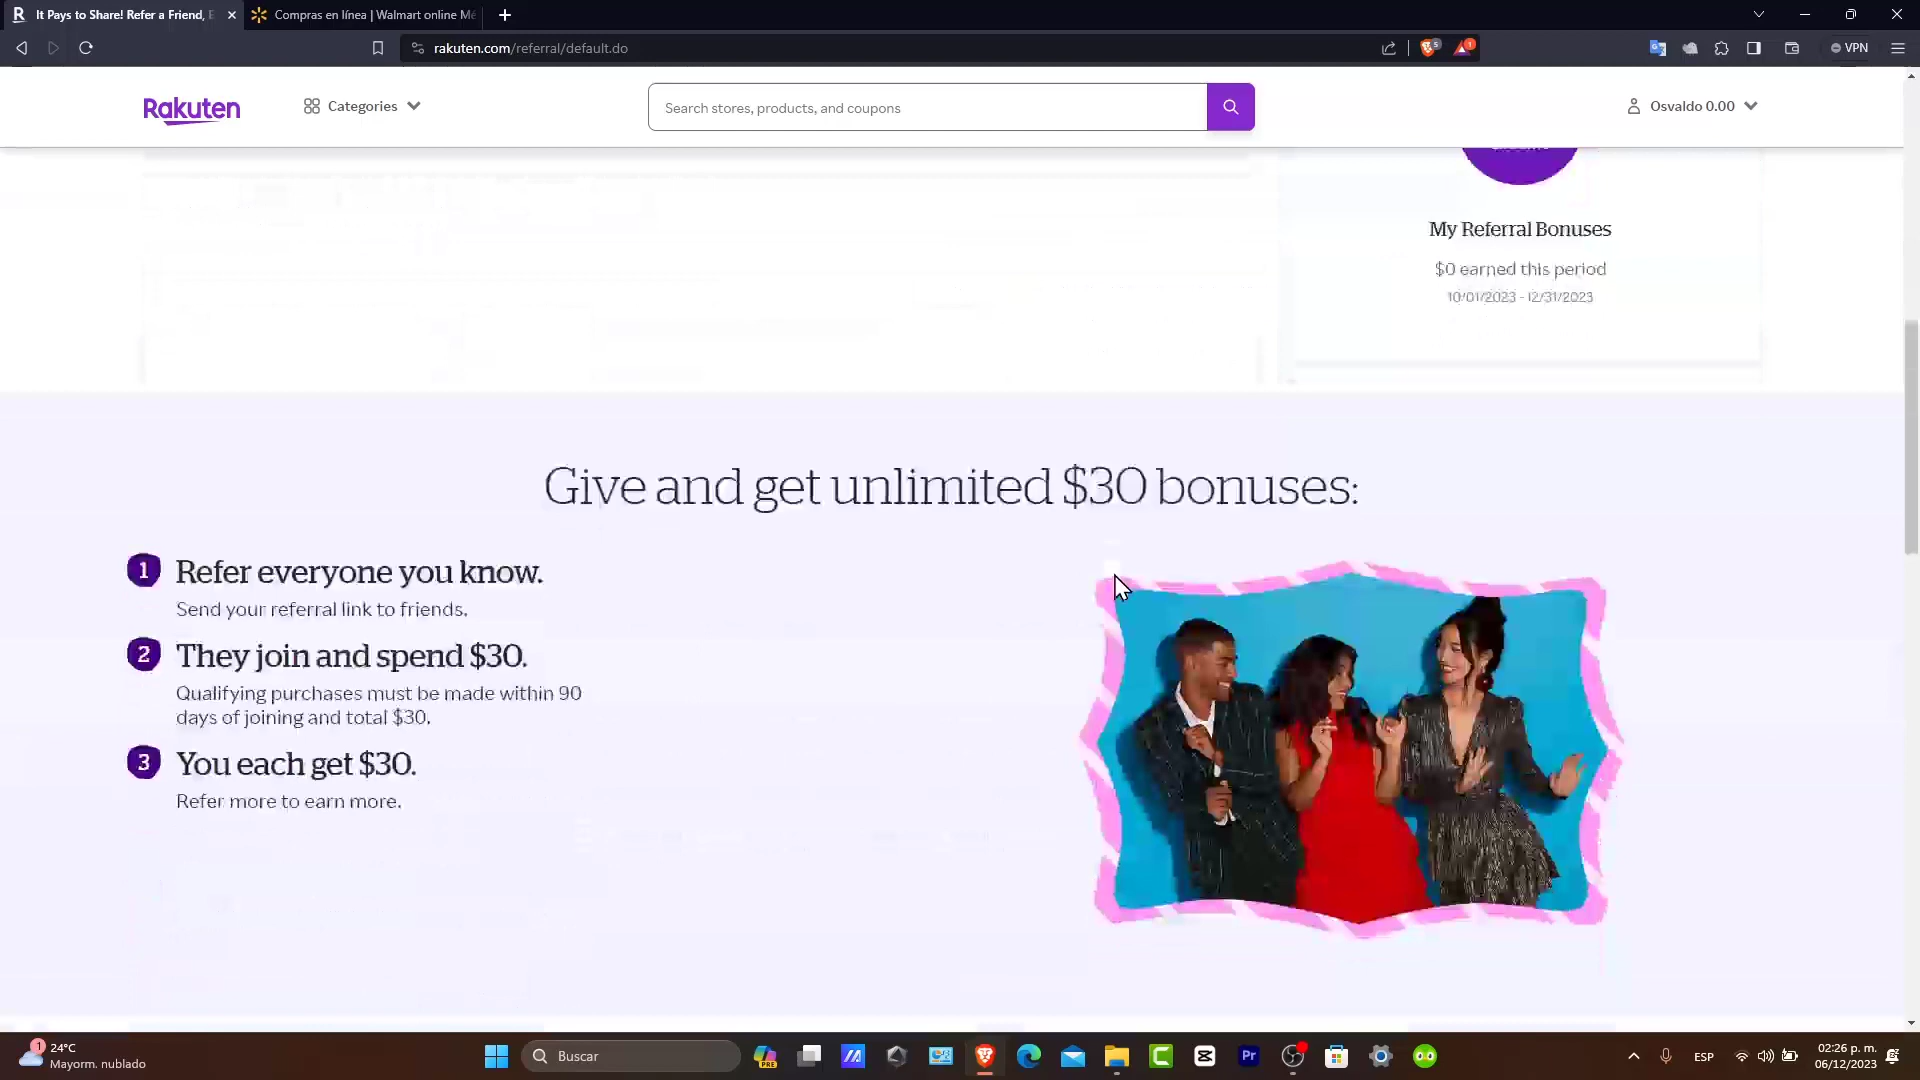 It Pays to Share! Refer a Friend, E
Compras en línea | Walmart online Mé
rakuten.com/referral/default.do
VPN
Rakuten
Categories
Search stores, products, and coupons
Osvaldo 0.00
My Referral Bonuses
$0 earned this period
10/01/2023 - 12/31/2023
Give and get unlimited $30 bonuses:
1 Refer everyone you know.
Send your referral link to friends.
2 They join and spend $30.
Qualifying purchases must be made within 90
days of joining and total $30.
3 You each get $30.
Refer more to earn more.
1
24°C
Mayorm. nublado
Buscar
PRE
Pr
ESP
02:26 p. m.
06/12/2023